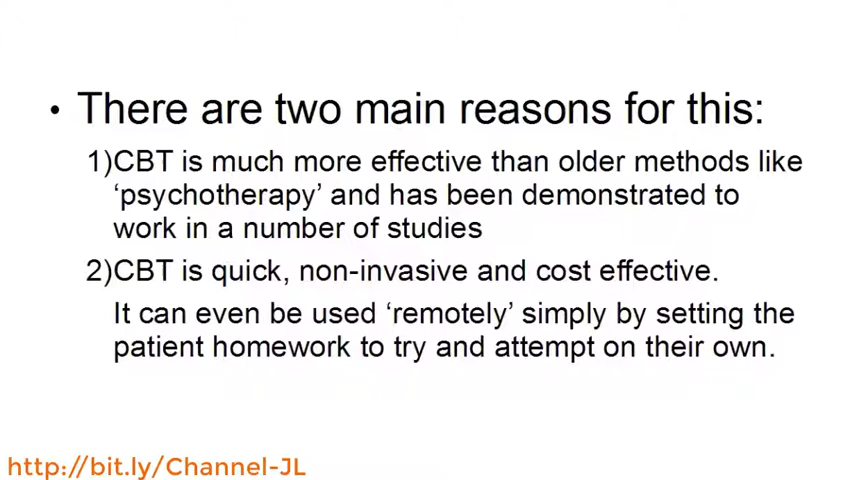 • There are two main reasons for this:
1)CBT is much more effective than older methods like
‘psychotherapy’ and has been demonstrated to
work in a number of studies
2)CBT is quick, non-invasive and cost effective.
It can even be used ‘remotely’ simply by setting the
patient homework to try and attempt on their own.
http://bit.ly/Channel-JL